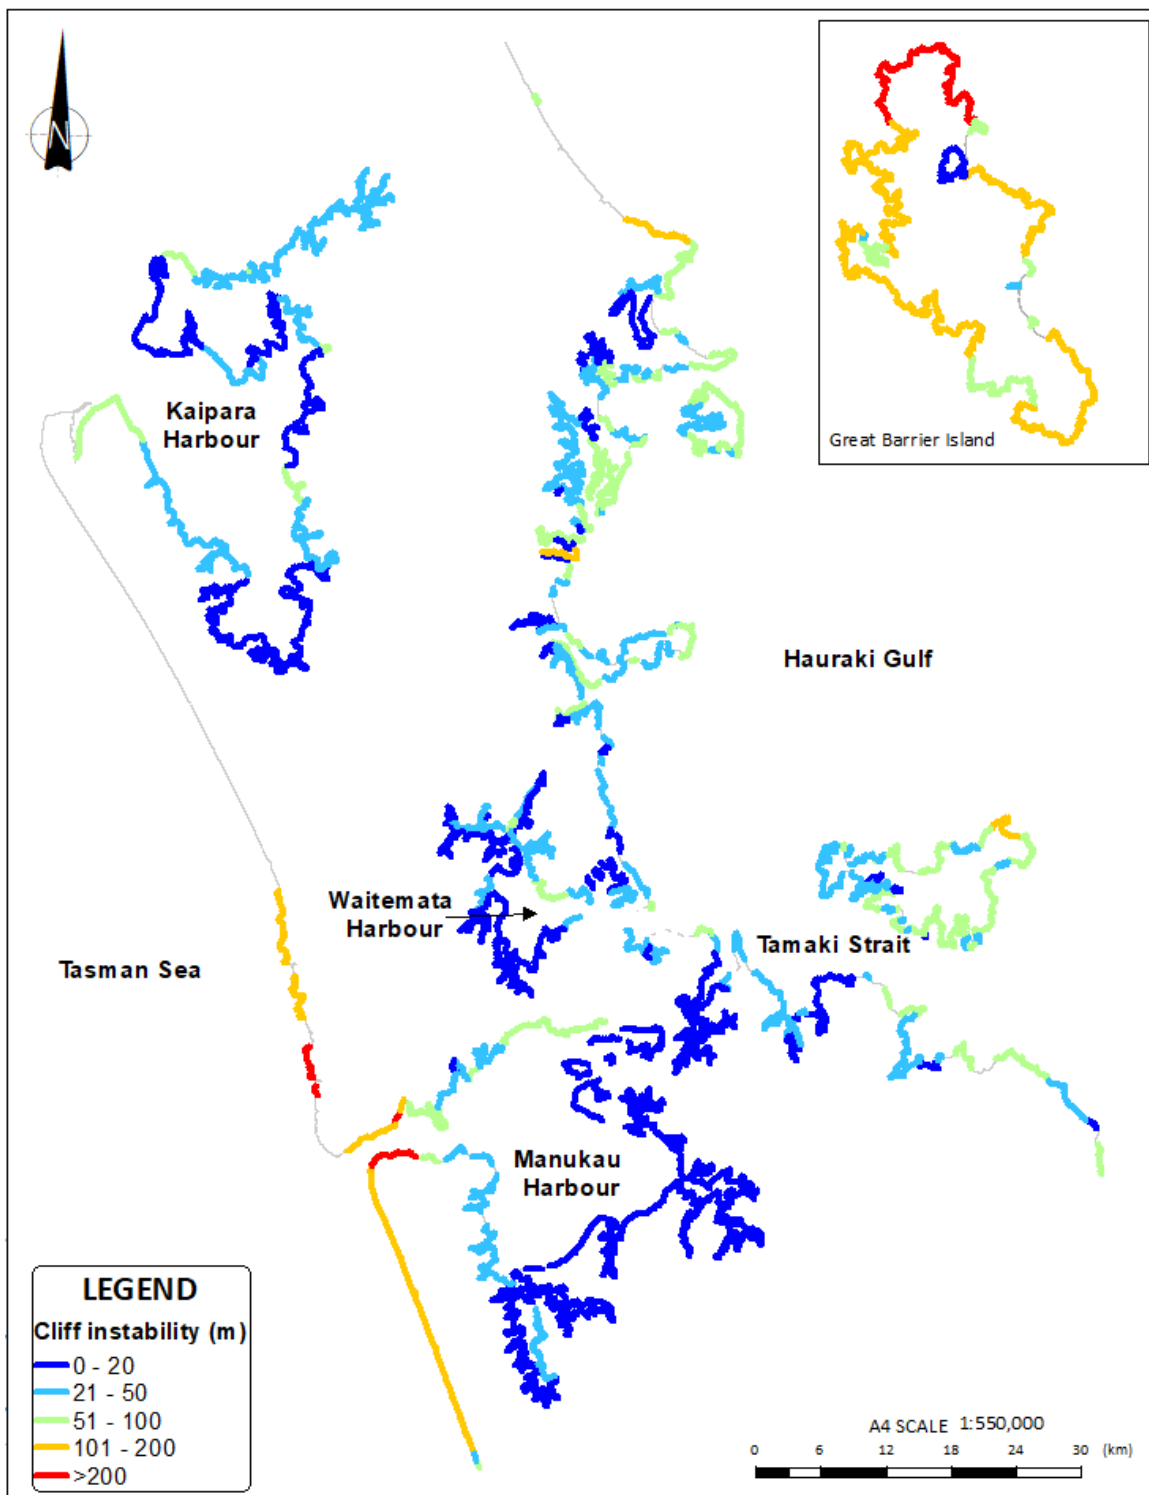 N
Great Barrier Island
Kaipara
Harbour
Hauraki Gulf
Waitemata
Harbour
Tamaki Strait
Tasman Sea
Manukau
Harbour
LEGEND
Cliff instability (m)
0 - 20
21 - 50
51 - 100
101 - 200
>200
A4 SCALE 1:550,000
0 6 12 18 24 30 (km)